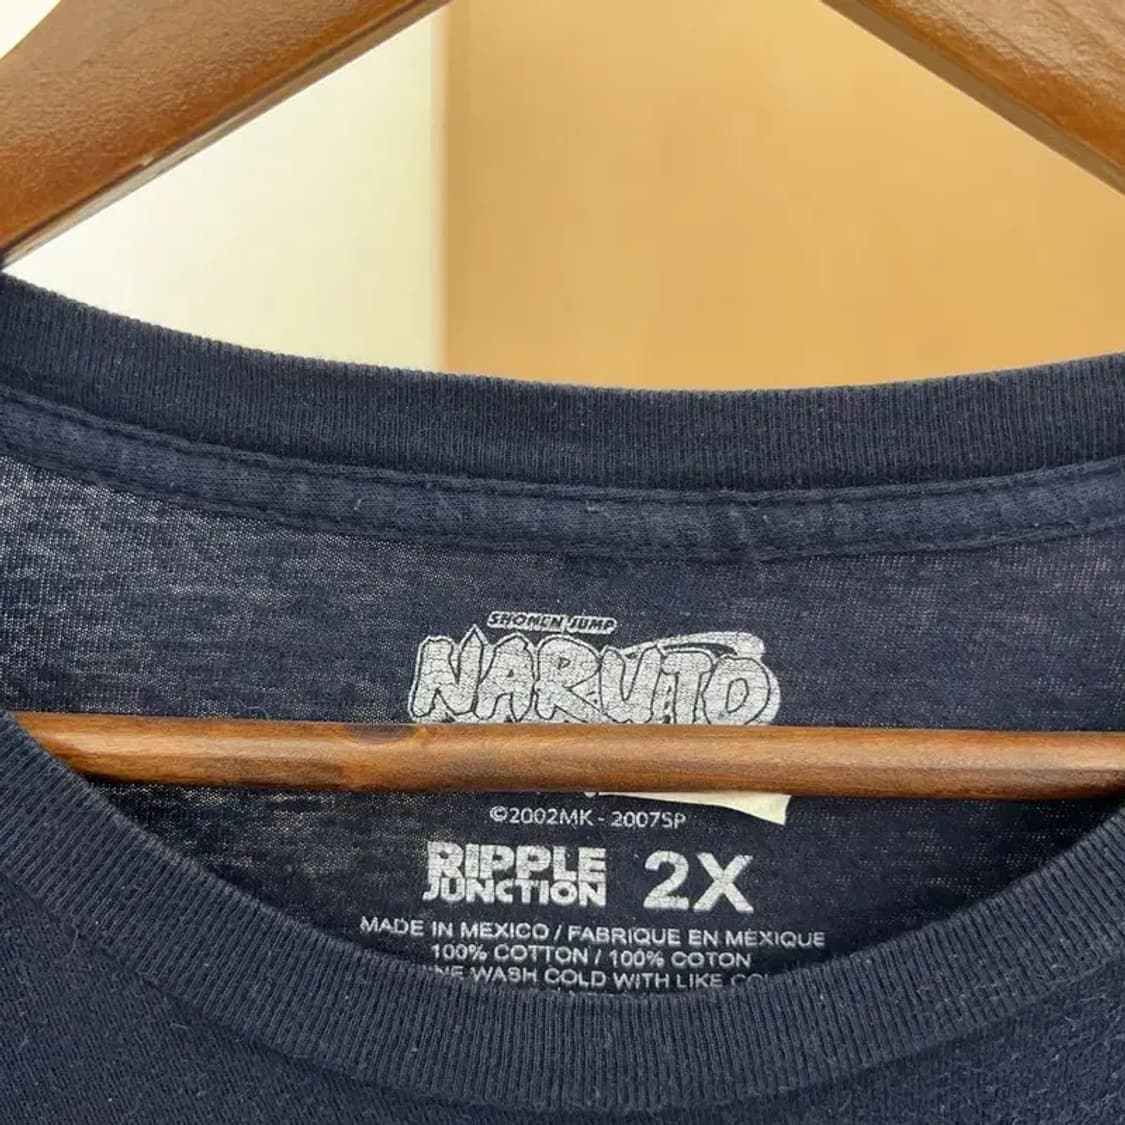 SHONEN JUMP
NARUTO
©2002MK - 2007SP
RIPPLE
JUNCTION
2X
MADE IN MEXICO / FABRIQUE EN MEXIQUE
100% COTTON / 100% COTON
WASH COLD WITH LIKE